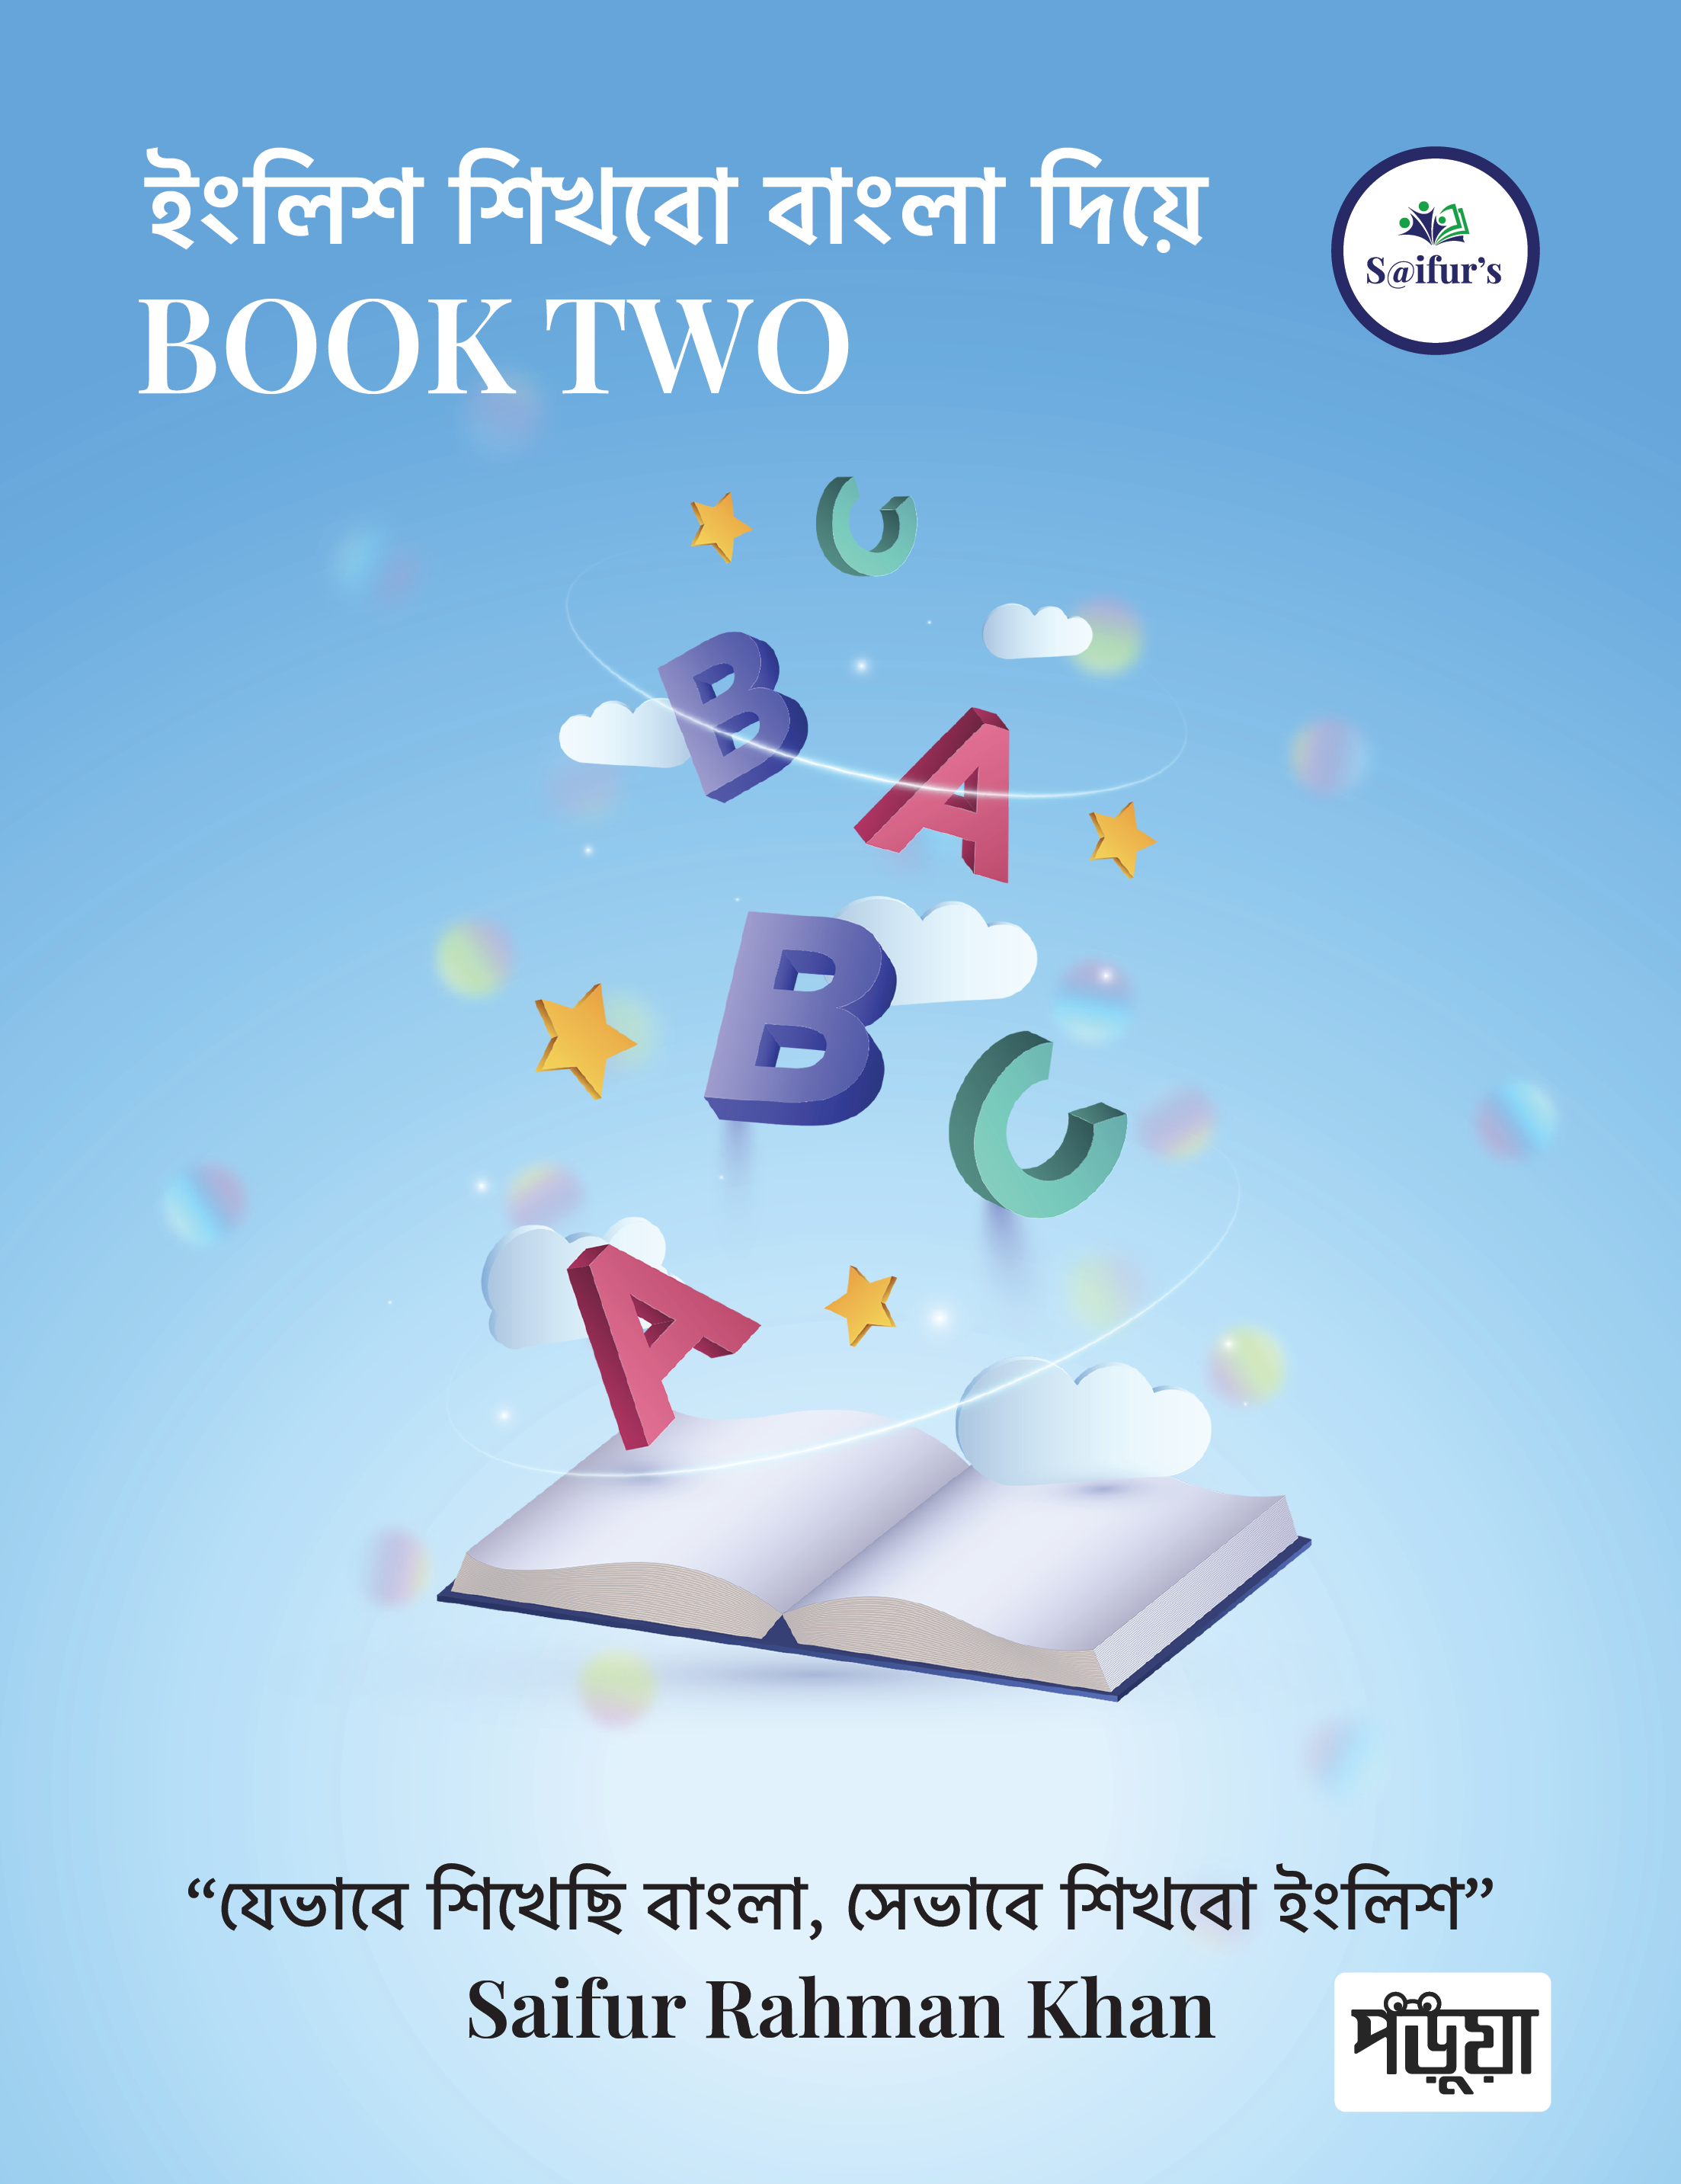 ইংলিশ শিখবো বাংলা দিয়ে
BOOK TWO
S@ifur's
C
B
A
B
C
A
“যেভাবে শিখেছি বাংলা, সেভাবে শিখবো ইংলিশ”
Saifur Rahman Khan
পড়ুয়া